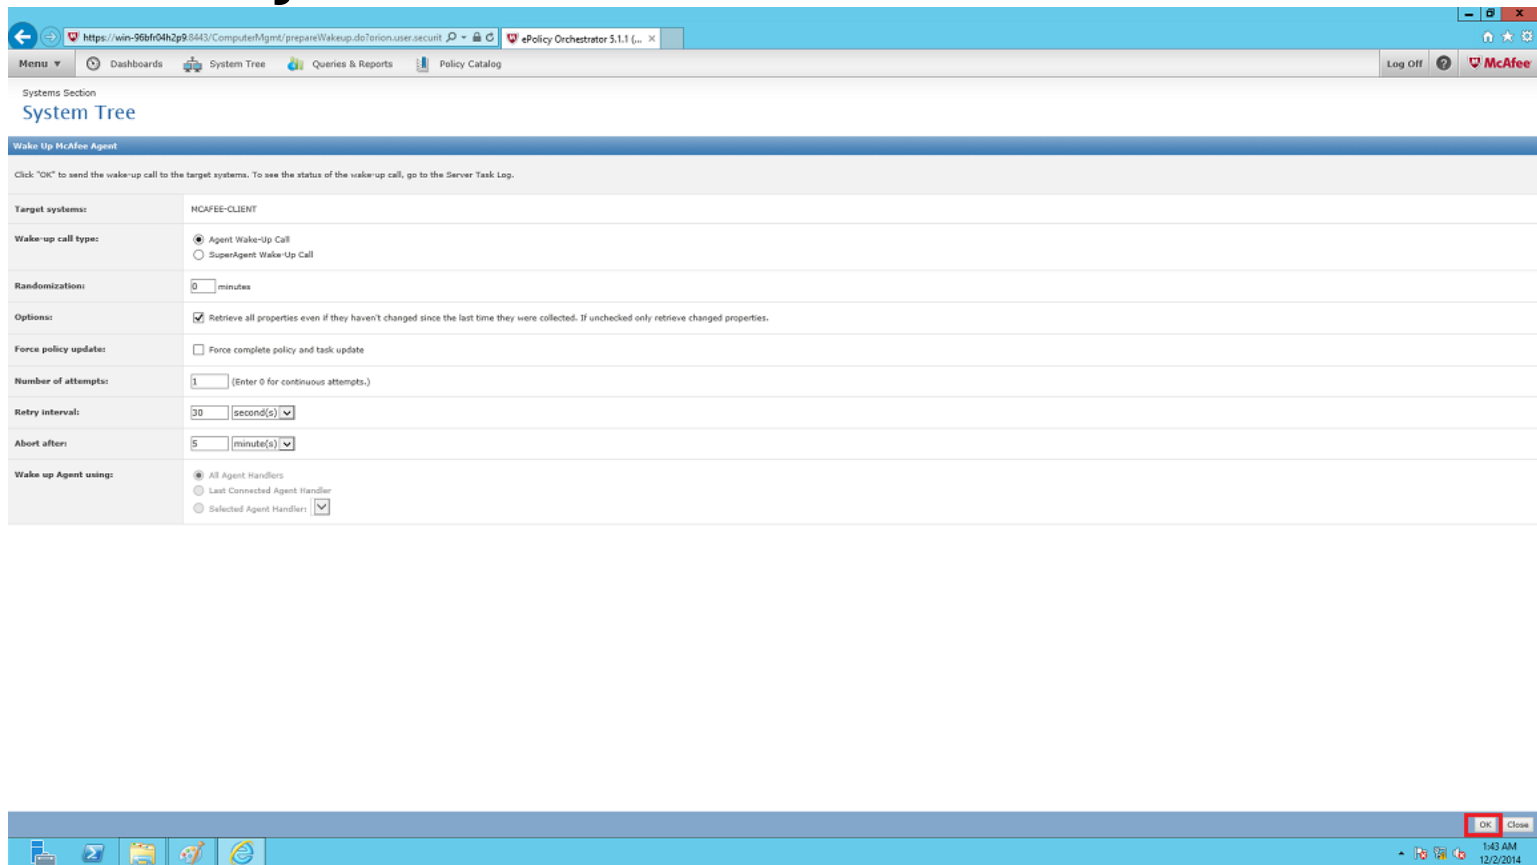 https://win-96bfr04h2p9:8443/ComputerMgmt/prepareWakeup.do?orion.user.securit
ePolicy Orchestrator 5.1.1 (...
Menu
Dashboards
System Tree
Queries & Reports
Policy Catalog
Log Off
McAfee
Systems Section
System Tree
Wake Up McAfee Agent
Click "OK" to send the wake-up call to the target systems. To see the status of the wake-up call, go to the Server Task Log.
Target systems: MCAFEE-CLIENT
Wake-up call type: Agent Wake-Up Call
SuperAgent Wake-Up Call
Randomization: 0 minutes
Options: Retrieve all properties even if they haven't changed since the last time they were collected. If unchecked only retrieve changed properties.
Force policy update: Force complete policy and task update
Number of attempts: 1 (Enter 0 for continuous attempts.)
Retry interval: 30 second(s)
Abort after: 5 minute(s)
Wake up Agent using: All Agent Handlers
Last Connected Agent Handler
Selected Agent Handler:
OK Close
1:43 AM
12/2/2014